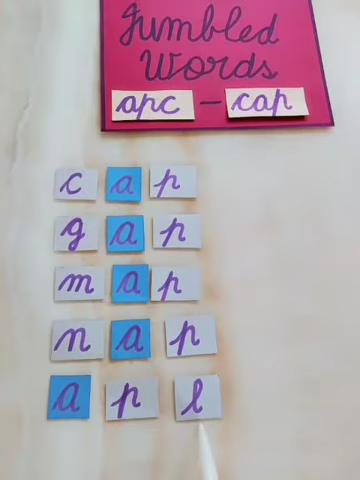 Jumbled
Words
apc – cap
c a p
g a p
m a p
n a p
a p l